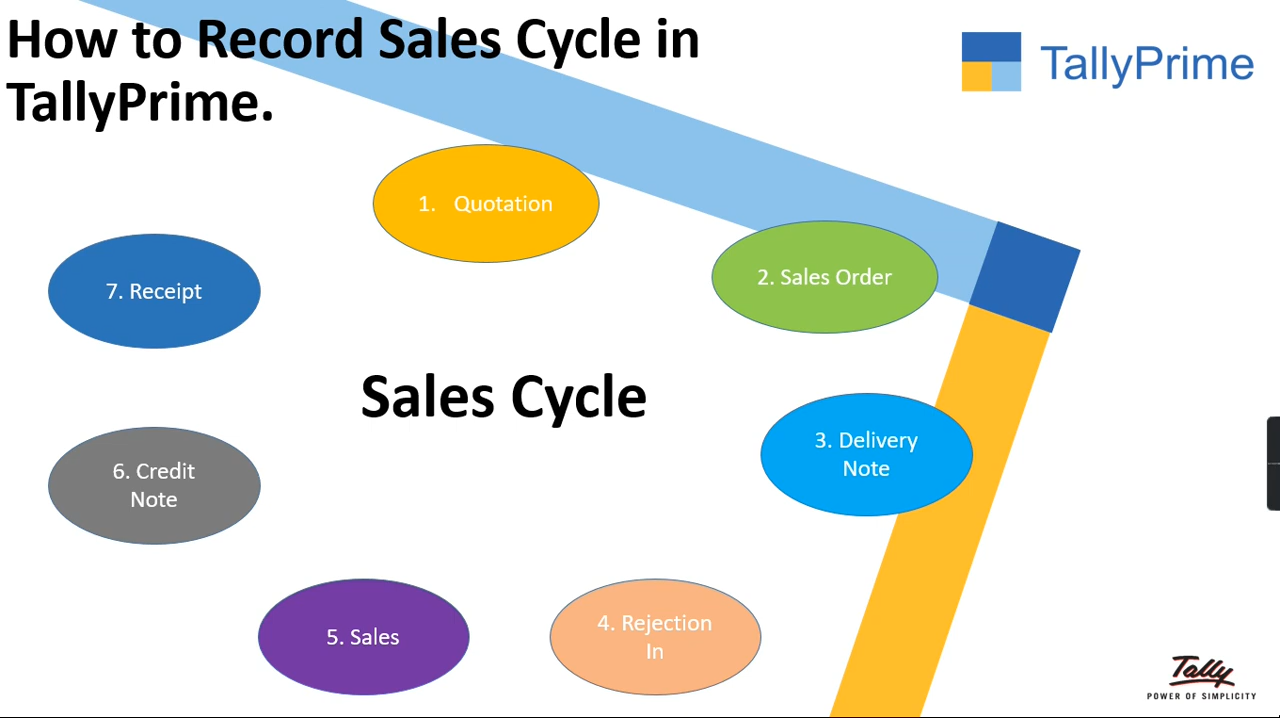 How to Record Sales Cycle in
TallyPrime.
TallyPrime
1. Quotation
2. Sales Order
3. Delivery
Note
4. Rejection
In
5. Sales
6. Credit
Note
7. Receipt
Sales Cycle
Tally
POWER OF SIMPLICITY